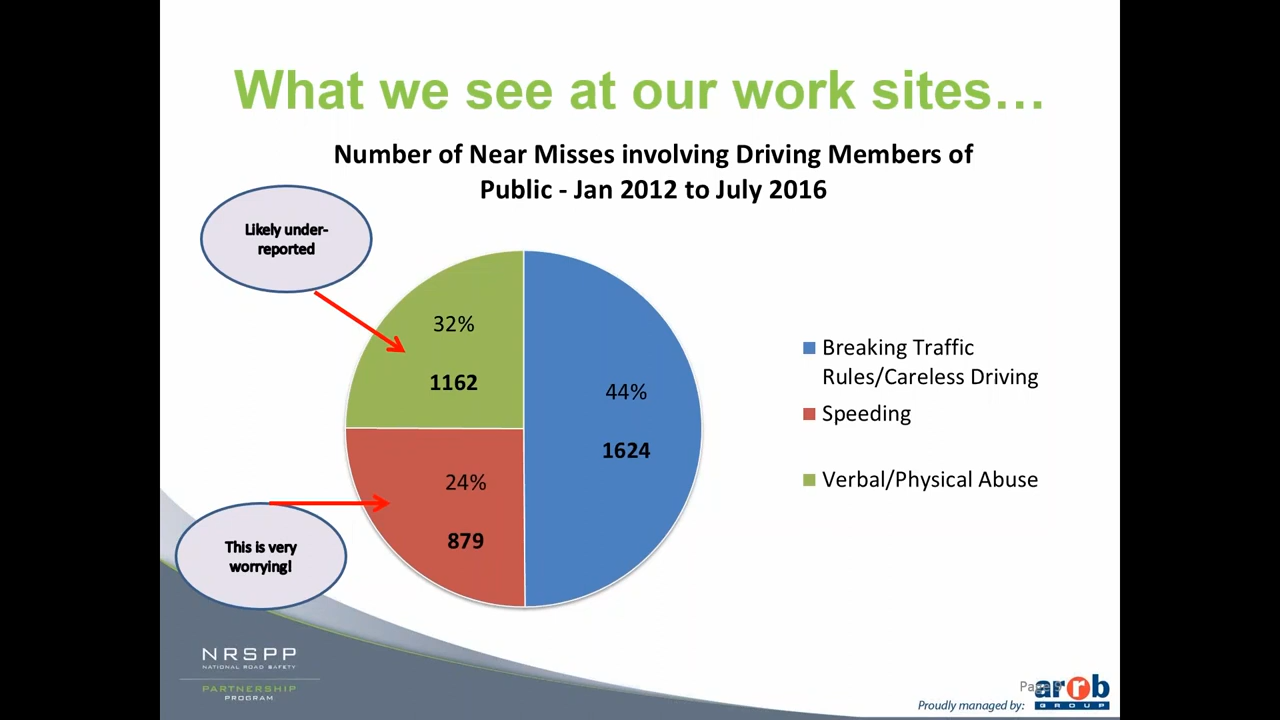 What we see at our work sites…
Number of Near Misses involving Driving Members of
Public - Jan 2012 to July 2016
Likely under-
reported
32%
1162
44%
1624
24%
879
This is very
worrying!
Breaking Traffic
Rules/Careless Driving
Speeding
Verbal/Physical Abuse
NRSPP
NATIONAL ROAD SAFETY
PARTNERSHIP
PROGRAM
Page
Proudly managed by:
arrb
GROUP